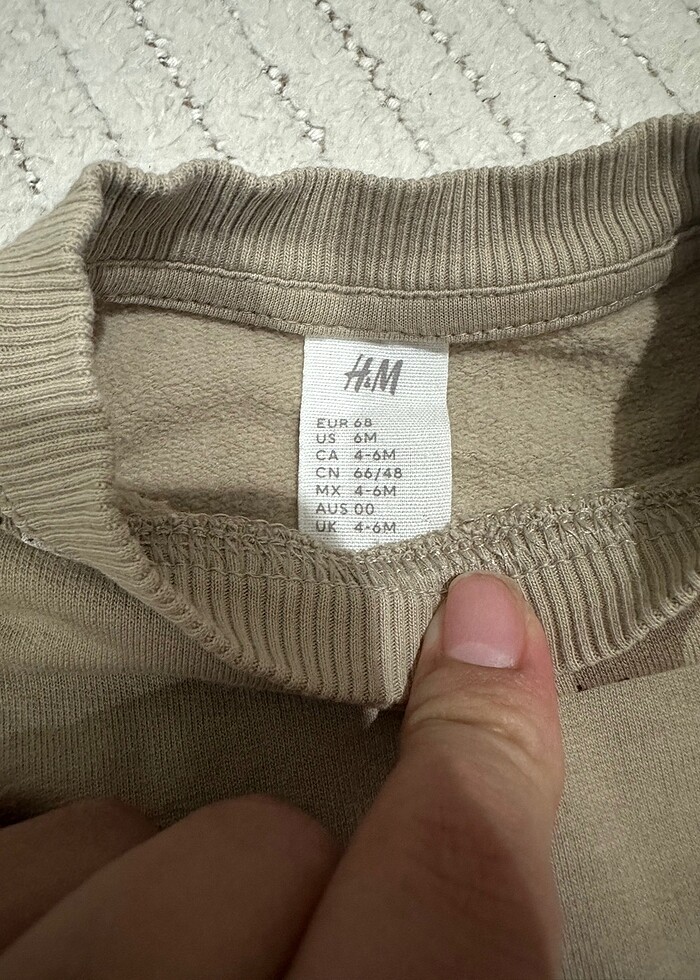 H&M
EUR 68
US 6M
CA 4-6M
CN 66/48
MX 4-6M
AUS 00
UK 4-6M